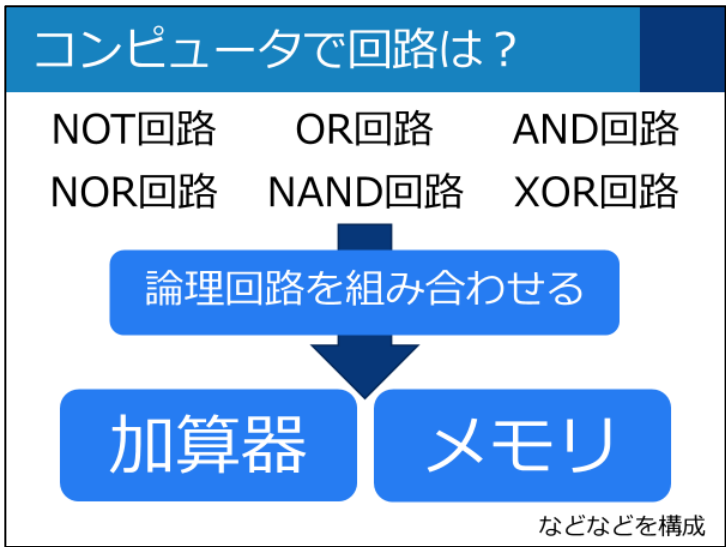 コンピュータで回路は？
NOT回路 OR回路 AND回路
NOR回路 NAND回路 XOR回路
論理回路を組み合わせる
加算器 メモリ
などなどを構成